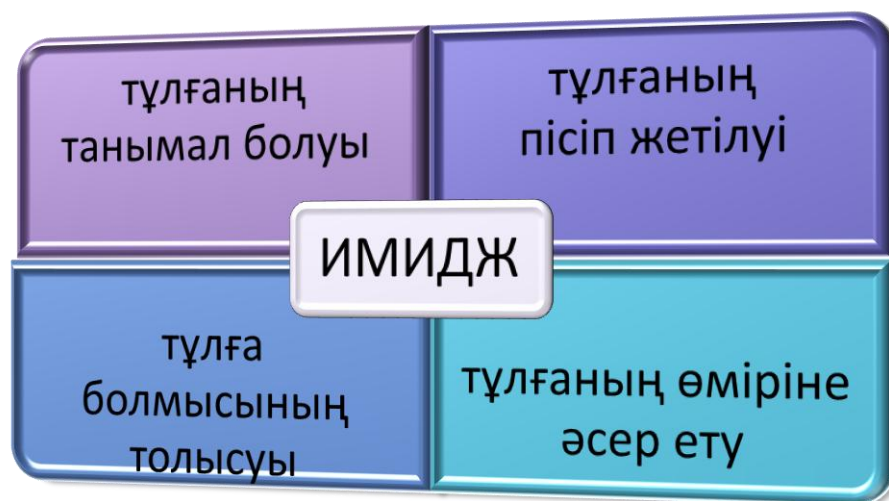 тұлғаның
танымал болуы
тұлғаның
пісіп жетілуі
ИМИДЖ
тұлға
болмысының
толысуы
тұлғаның өміріне
әсер ету